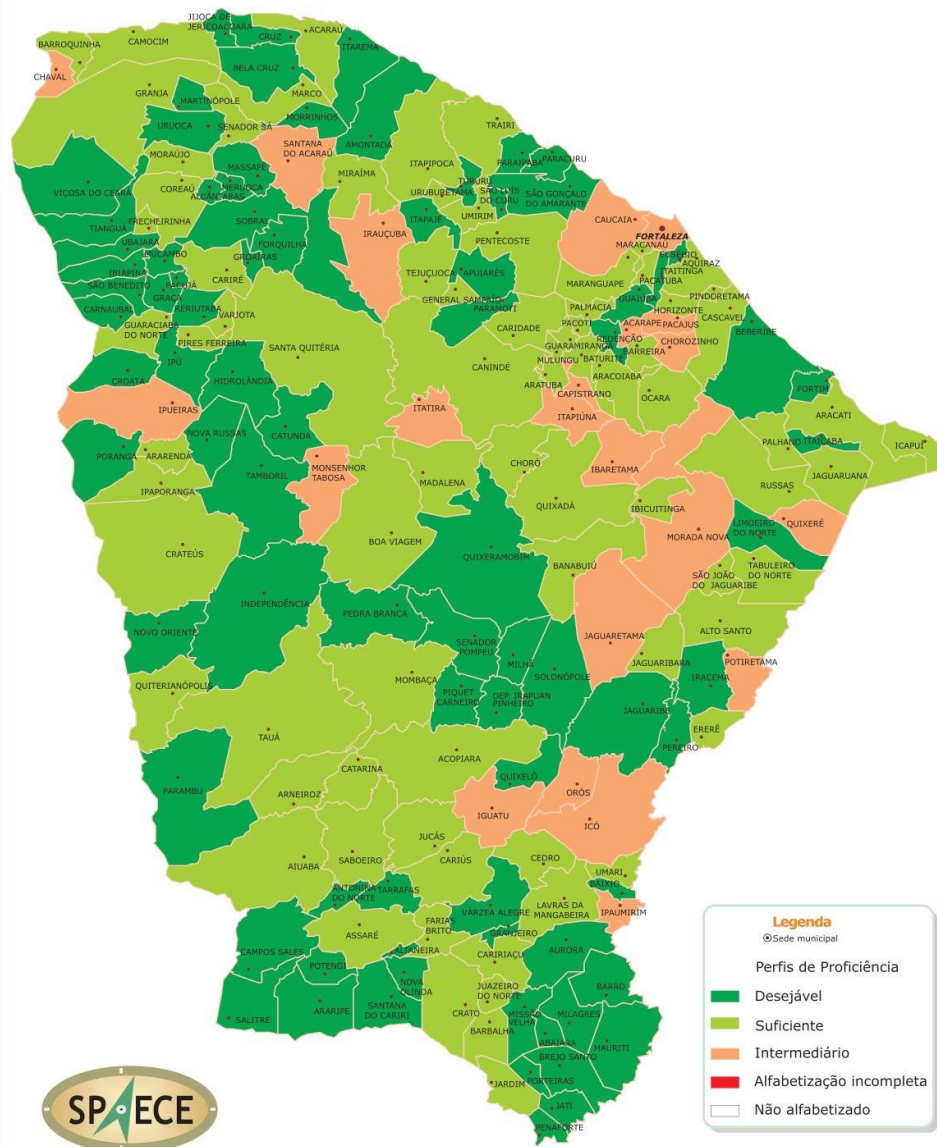 JIJOCA DE
JERICOACOARA
CRUZ
ACARAÚ
ITAREMA
BARROQUINHA
CAMOCIM
BELA CRUZ
CHAVAL
GRANJA
MARCO
MARTINÓPOLE
MORRINHOS
URUOCA
SENADOR SÁ
SANTANA
DO ACARAÚ
AMONTADA
TRAIRI
MORAÚJO
MASSAPÊ
ITAPIPOCA
PARAIPABA
PARACURU
VIÇOSA DO CEARÁ
COREAÚ
MERUOCA
ALCÂNTARAS
MIRAÍMA
TURURÚ
URUBURETAMA
SÃO LUÍS
DO CURU
SÃO GONÇALO
DO AMARANTE
TIANGUÁ
FRECHEIRINHA
SOBRAL
IRAUÇUBA
ITAPAJÉ
UMIRIM
CAUCAIA
FORTALEZA
UBAJARA
MUCAMBO
FORQUILHA
PENTECOSTE
MARACANAÚ
EUSÉBIO
AQUIRAZ
IBIAPINA
PACUJÁ
GROAÍRAS
CARIRÉ
TEJUÇUOCA
APUIARÉS
MARANGUAPE
ITAITINGA
PACATUBA
SÃO BENEDITO
GRAÇA
GENERAL SAMPAIO
PARAMOTI
GUAIÚBA
PINDORETAMA
CARNAUBAL
RERIUTABA
VARJOTA
PALMACIA
HORIZONTE
CASCAVEL
GUARACIABA
DO NORTE
PIRES FERREIRA
CARIDADE
PACOTI
ACARAPE
PACAJUS
BEBERIBE
REDENÇÃO
CHOROZINHO
GUARAMIRANGA
BARREIRA
IPÚ
SANTA QUITÉRIA
CANINDÉ
MULUNGU
BATURITÉ
CROATÁ
HIDROLÂNDIA
ARATUBA
ARACOIABA
CAPISTRANO
OCARA
FORTIM
IPUEIRAS
ITATIRA
ITAPIÚNA
ARACATI
NOVA RUSSAS
CATUNDA
ITAIÇABA
ICAPUÍ
PORANGA
ARARENDA
TAMBORIL
MONSENHOR
TABOSA
MADALENA
CHORÓ
IBARETAMA
PALHANO
JAGUARUANA
IPAPORANGA
QUIXADÁ
IBICUITINGA
RUSSAS
CRATEÚS
BOA VIAGEM
QUIXERAMOBIM
MORADA NOVA
LIMOEIRO
DO NORTE
QUIXERÉ
BANABUIÚ
SÃO JOÃO
DO JAGUARIBE
TABULEIRO
DO NORTE
INDEPENDÊNCIA
PEDRA BRANCA
NOVO ORIENTE
SENADOR
POMPEU
MILHÃ
SOLONÓPOLE
JAGUARETAMA
JAGUARIBARA
ALTO SANTO
POTIRETAMA
IRACEMA
QUITERIANÓPOLIS
MOMBAÇA
PIQUET
CARNEIRO
DEP. IRAPUAN
PINHEIRO
JAGUARIBE
ERERÊ
PEREIRO
TAUÁ
PARAMBU
CATARINA
ACOPIARA
QUIXELÔ
ORÓS
ARNEIROZ
IGUATU
ICÓ
AIUABA
SABOEIRO
JUCÁS
CARIÚS
CEDRO
UMARI
BAIXIO
ANTONINA
DO NORTE
TARRAFAS
VÁRZEA ALEGRE
LAVRAS DA
MANGABEIRA
IPAUMIRIM
ASSARÉ
FARIAS
BRITO
GRANJEIRO
CAMPOS SALES
ALTANEIRA
CARIRIAÇU
AURORA
POTENGI
NOVA
OLINDA
JUAZEIRO
DO NORTE
BARRO
SALITRE
ARARIPE
SANTANA
DO CARIRI
CRATO
BARBALHA
MISSÃO
VELHA
MILAGRES
ABAIARA
MAURITI
BREJO SANTO
JARDIM
PORTEIRAS
JATI
PENAFORTE
Legenda
Sede municipal
Perfis de Proficiência
Desejável
Suficiente
Intermediário
Alfabetização incompleta
Não alfabetizado
SPAECE